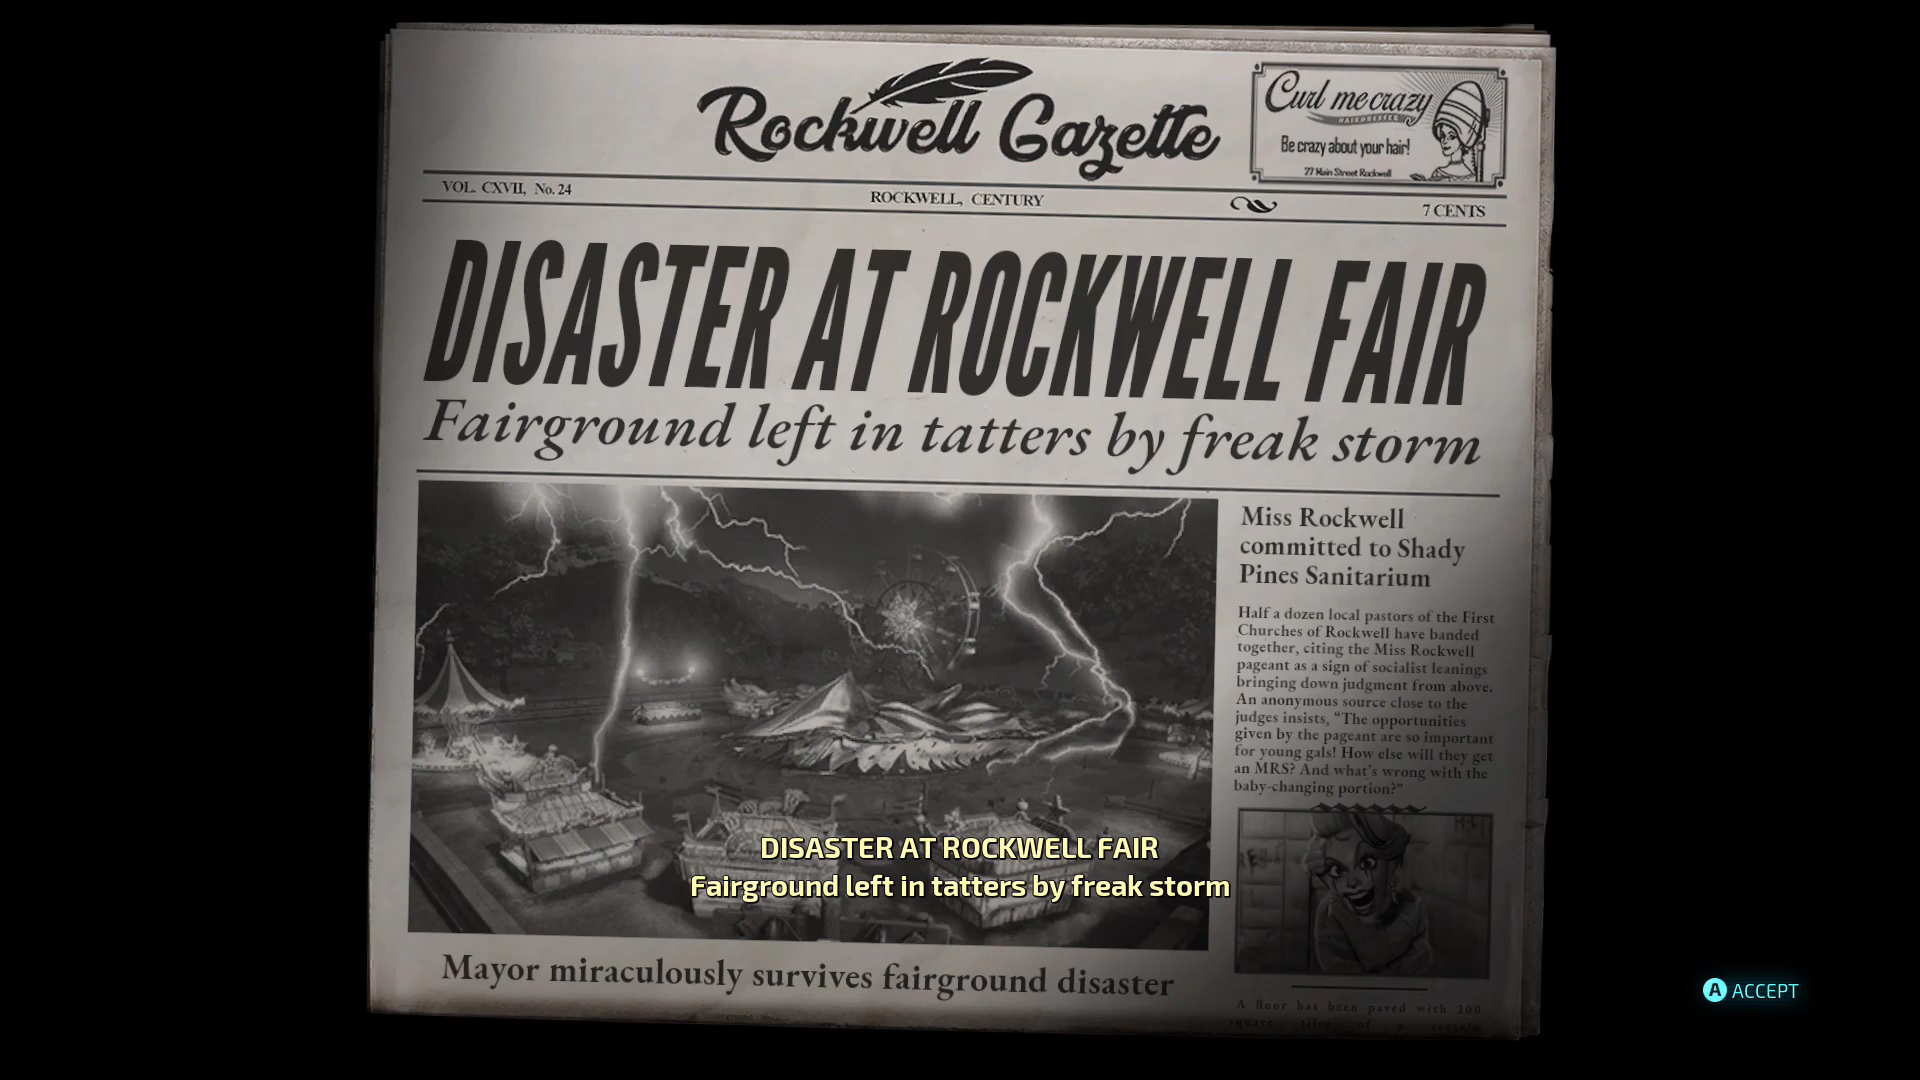 Rockwell Gazette
Curl me crazy
HAIRDRESSER
Be crazy about your hair!
27 Main Street Rockwell
VOL. CXVII, No. 24
ROCKWELL, CENTURY
7 CENTS
DISASTER AT ROCKWELL FAIR
Fairground left in tatters by freak storm
Miss Rockwell
committed to Shady
Pines Sanitarium
Half a dozen local pastors of the First
Churches of Rockwell have banded
together, citing the Miss Rockwell
pageant as a sign of socialist leanings
bringing down judgment from above.
An anonymous source close to the
judges insists, “The opportunities
given by the pageant are so important
for young gals! How else will they get
an MRS? And what’s wrong with the
baby-changing portion?”
DISASTER AT ROCKWELL FAIR
Fairground left in tatters by freak storm
Mayor miraculously survives fairground disaster
A floor has been paved with 200
square tiles of a certain
A ACCEPT